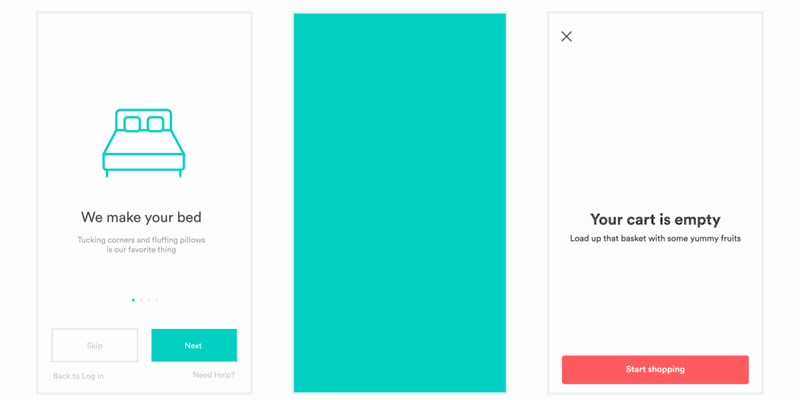 We make your bed
Tucking corners and fluffing pillows
is our favorite thing
Skip
Next
Back to Log in
Need Help?
Your cart is empty
Load up that basket with some yummy fruits
Start shopping